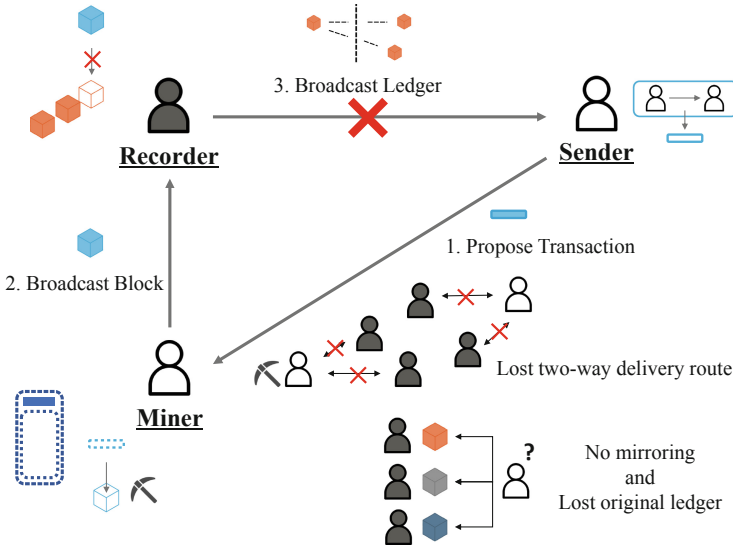 3. Broadcast Ledger
Recorder
Sender
1. Propose Transaction
2. Broadcast Block
Lost two-way delivery route
Miner
?
No mirroring
and
Lost original ledger